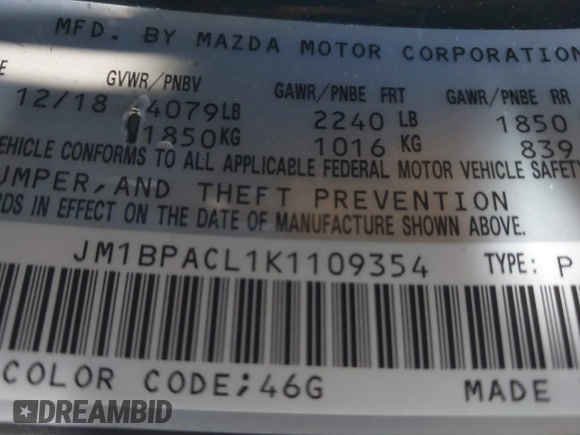 MFD. BY MAZDA MOTOR CORPORATION
E GVWR/PNBV GAWR/PNBE FRT GAWR/PNBE RR
12/18 4079LB 2240 LB 1850
1850KG 1016 KG 839
EHICLE CONFORMS TO ALL APPLICABLE FEDERAL MOTOR VEHICLE SAFETY
UMPER, AND THEFT PREVENTION
RDS IN EFFECT ON THE DATE OF MANUFACTURE SHOWN ABOVE.
JM1BPACL1K1109354 TYPE: P
COLOR CODE;46G MADE
DREAMBID